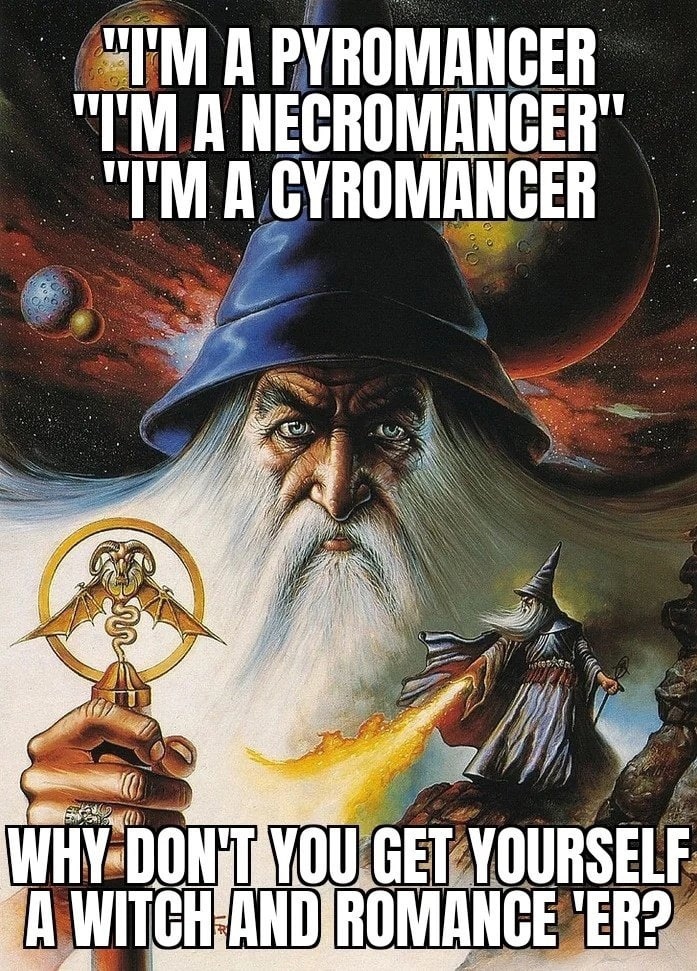 "I'M A PYROMANCER
"I'M A NECROMANCER"
"I'M A CYROMANCER
WHY DON'T YOU GET YOURSELF
A WITCH AND ROMANCE 'ER?